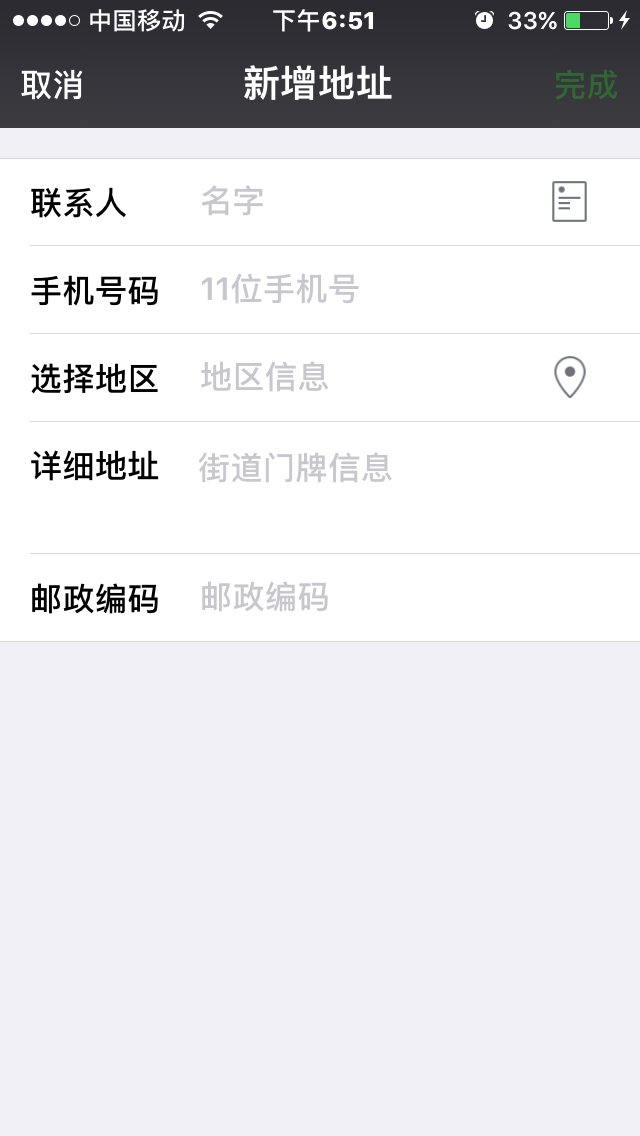 中国移动 下午6:51 33%
取消 新增地址 完成
联系人 名字
手机号码 11位手机号
选择地区 地区信息
详细地址 街道门牌信息
邮政编码 邮政编码